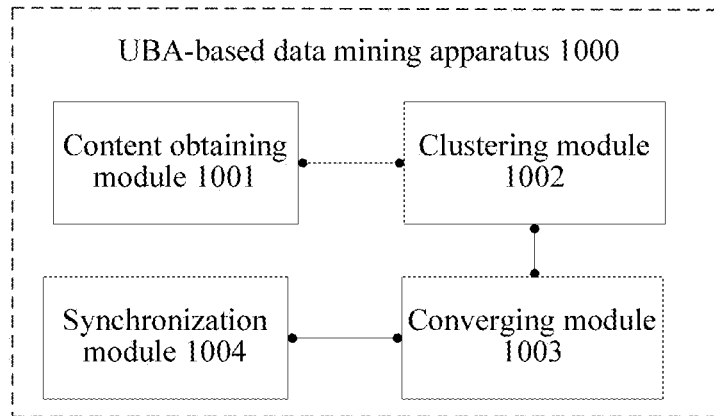 UBA-based data mining apparatus 1000
Content obtaining
module 1001
Clustering module
1002
Synchronization
module 1004
Converging module
1003